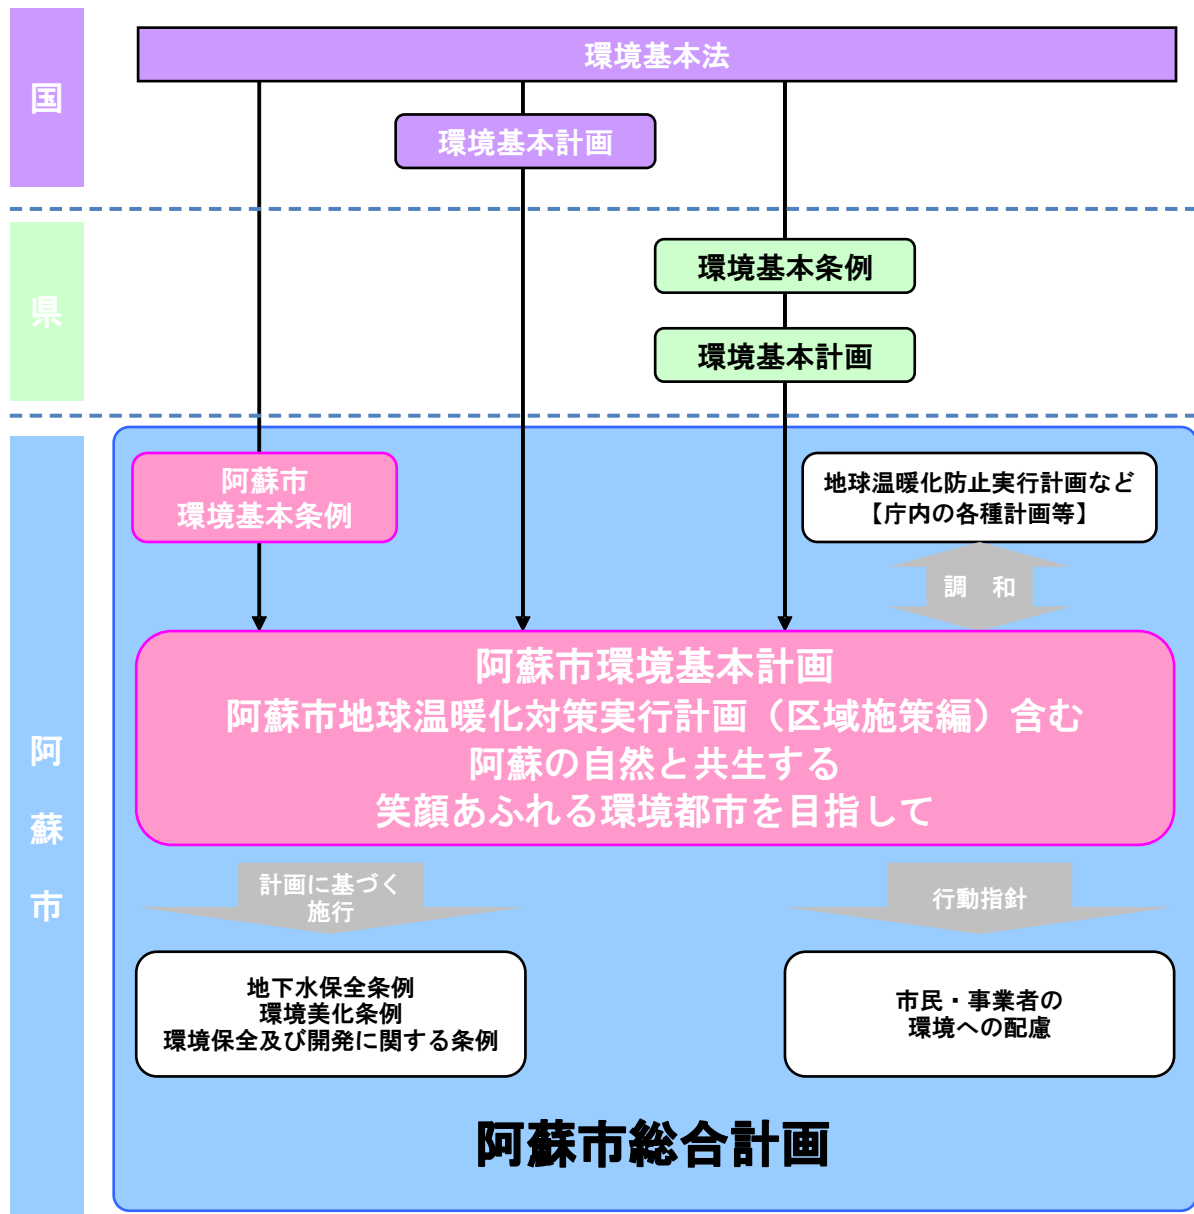 国
環境基本法
環境基本計画
県
環境基本条例
環境基本計画
阿蘇市
阿蘇市
環境基本条例
地球温暖化防止実行計画など
【庁内の各種計画等】
調　和
阿蘇市環境基本計画
阿蘇市地球温暖化対策実行計画（区域施策編）含む
阿蘇の自然と共生する
笑顔あふれる環境都市を目指して
計画に基づく
施行
行動指針
地下水保全条例
環境美化条例
環境保全及び開発に関する条例
市民・事業者の
環境への配慮
阿蘇市総合計画